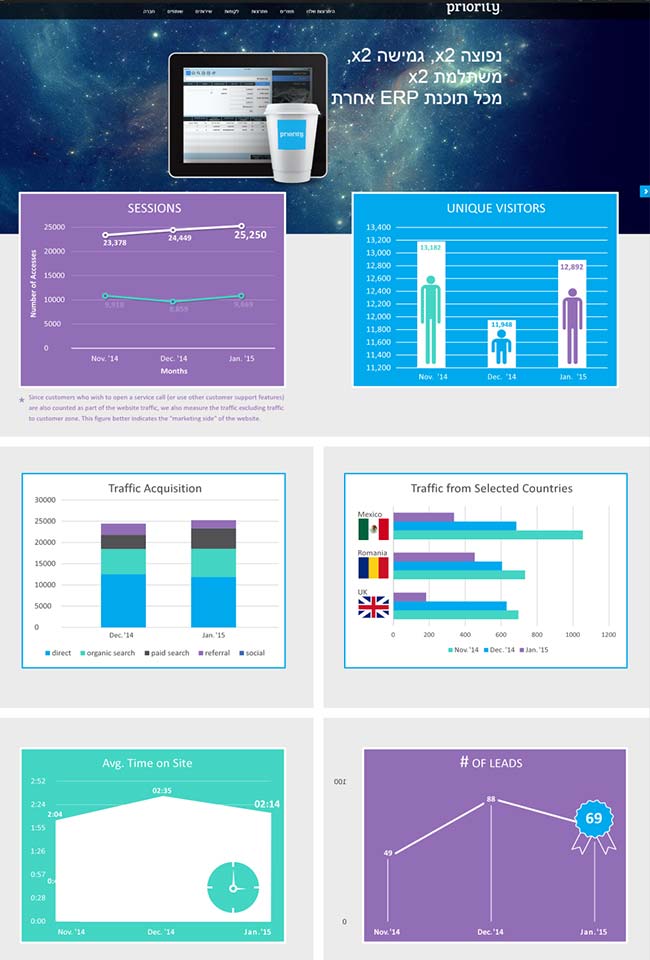 priority
היתרונות שלנו מוצרים פתרונות לקוחות שירותים שותפים חברה
נפוצה x2, גמישה x2,
משתלמת x2
מכל תוכנת ERP אחרת
priority
SESSIONS
25000
20000
15000
10000
5000
0
Number of Accesses
23,378
24,449
25,250
9,918
8,859
9,969
Nov. '14
Dec. '14
Jan. '15
Months
* Since customers who wish to open a service call (or use other customer support features)
are also counted as part of the website traffic, we also measure the traffic excluding traffic
to customer zone. This figure better indicates the "marketing side" of the website.
UNIQUE VISITORS
13,400
13,200
13,000
12,800
12,600
12,400
12,200
12,000
11,800
11,600
11,400
11,200
13,182
11,948
12,892
Nov. '14
Dec. '14
Jan. '15
Traffic Acquisition
30000
25000
20000
15000
10000
5000
0
Dec. '14
Jan. '15
direct organic search paid search referral social
Traffic from Selected Countries
Mexico
Romania
UK
0 200 400 600 800 1000 1200
Nov. '14 Dec. '14 Jan. '15
Avg. Time on Site
2:52
2:24
1:55
1:26
0:57
0:28
0:00
2:04
02:35
02:14
Nov. '14
Dec. '14
Jan. '15
# OF LEADS
100
0
49
88
69
Nov.'14
Dec. '14
Jan.'15